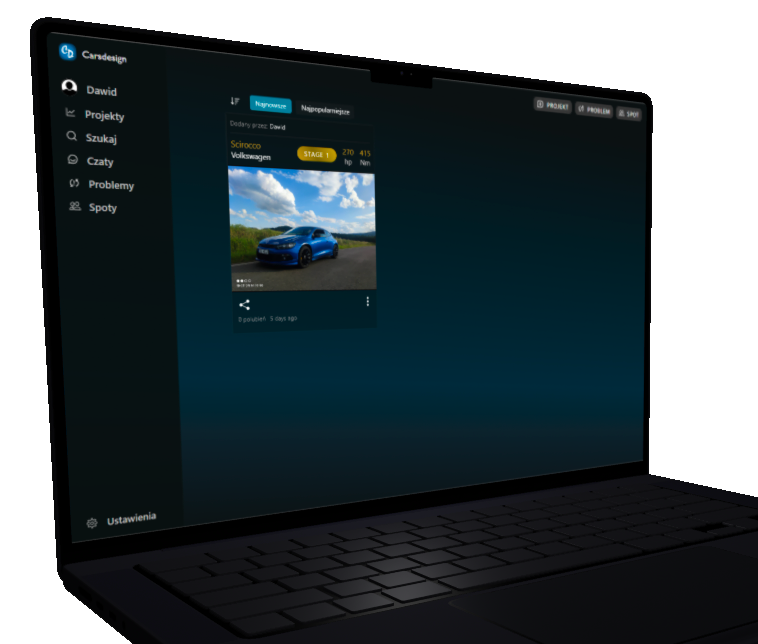 CD Carsdesign
Dawid
Projekty
Szukaj
Czaty
Problemy
Spoty
Ustawienia
Najnowsze Najpopularniejsze
PROJEKT PROBLEM SPOT
Dodany przez: Dawid
Scirocco
Volkswagen
STAGE 1
270 415
hp Nm
0 polubień 5 days ago